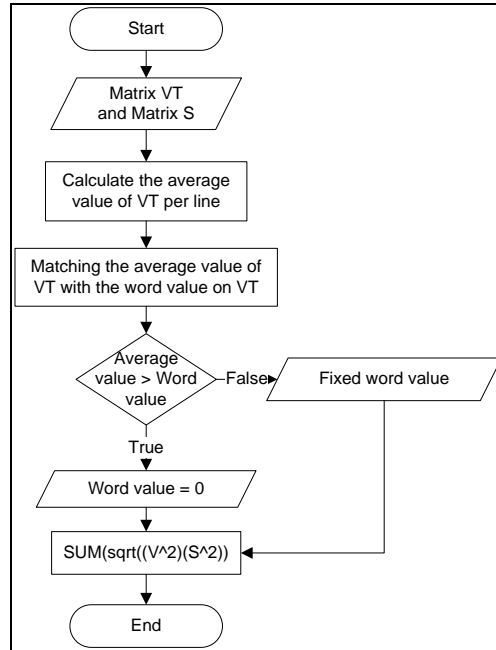 Start
Matrix VT
and Matrix S
Calculate the average
value of VT per line
Matching the average value of
VT with the word value on VT
Average
value > Word
value
False
Fixed word value
True
Word value = 0
SUM(sqrt((V^2)(S^2))
End